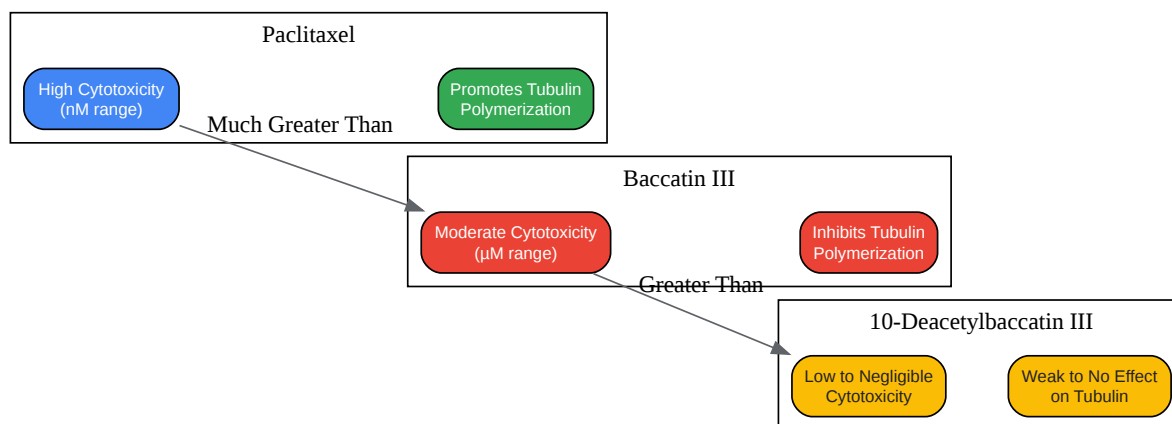 Paclitaxel
High Cytotoxicity
(nM range)
Promotes Tubulin
Polymerization
Much Greater Than
Baccatin III
Moderate Cytotoxicity
(µM range)
Inhibits Tubulin
Polymerization
Greater Than
10-Deacetylbaccatin III
Low to Negligible
Cytotoxicity
Weak to No Effect
on Tubulin